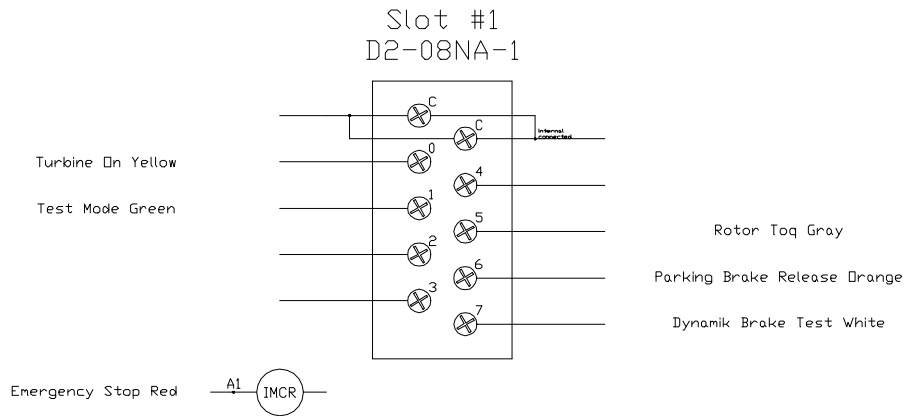 Slot #1
D2-08NA-1
C
C
Internal
connected
0
Turbine On Yellow
4
1
Test Mode Green
5
Rotor Toq Gray
2
6
Parking Brake Release Orange
3
7
Dynamik Brake Test White
Emergency Stop Red
A1
IMCR